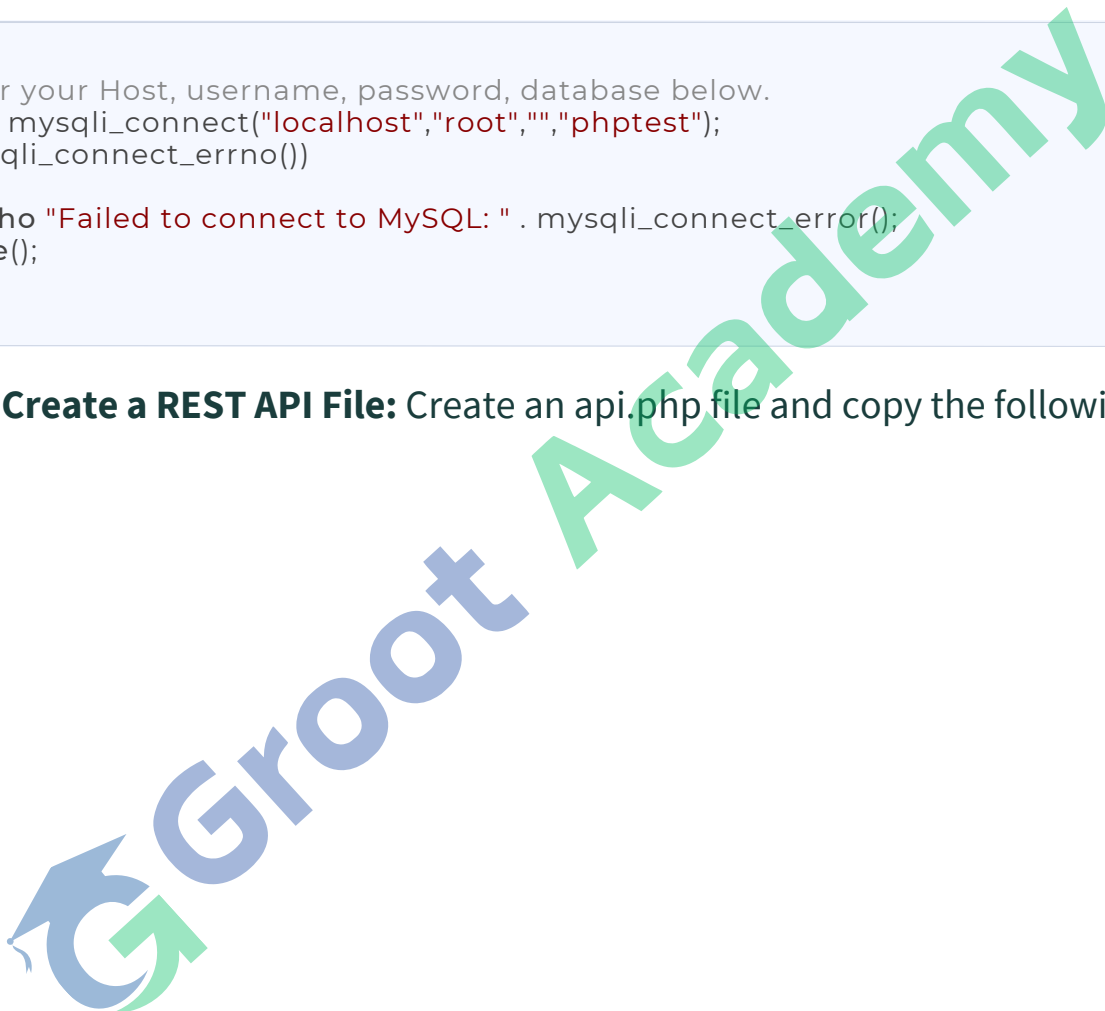 r your Host, username, password, database below.
mysqli_connect("localhost","root","","phptest");
qli_connect_errno())
ho "Failed to connect to MySQL: " . mysqli_connect_error();
e();
Create a REST API File: Create an api.php file and copy the followi
Groot Academy